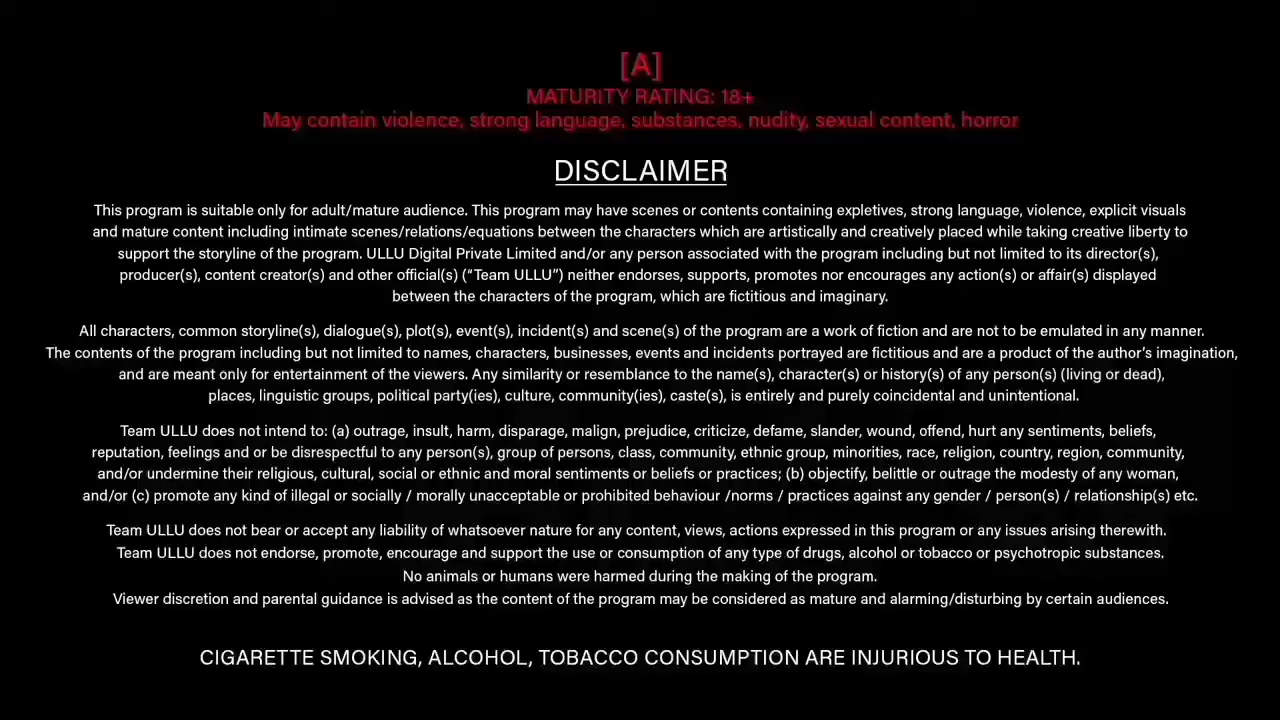 [A]
MATURITY RATING: 18+
May contain violence, strong language, substances, nudity, sexual content, horror
DISCLAIMER
This program is suitable only for adult/mature audience. This program may have scenes or contents containing expletives, strong language, violence, explicit visuals
and mature content including intimate scenes/relations/equations between the characters which are artistically and creatively placed while taking creative liberty to
support the storyline of the program. ULLU Digital Private Limited and/or any person associated with the program including but not limited to its director(s),
producer(s), content creator(s) and other official(s) (“Team ULLU”) neither endorses, supports, promotes nor encourages any action(s) or affair(s) displayed
between the characters of the program, which are fictitious and imaginary.
All characters, common storyline(s), dialogue(s), plot(s), event(s), incident(s) and scene(s) of the program are a work of fiction and are not to be emulated in any manner.
The contents of the program including but not limited to names, characters, businesses, events and incidents portrayed are fictitious and are a product of the author’s imagination,
and are meant only for entertainment of the viewers. Any similarity or resemblance to the name(s), character(s) or history(s) of any person(s) (living or dead),
places, linguistic groups, political party(ies), culture, community(ies), caste(s), is entirely and purely coincidental and unintentional.
Team ULLU does not intend to: (a) outrage, insult, harm, disparage, malign, prejudice, criticize, defame, slander, wound, offend, hurt any sentiments, beliefs,
reputation, feelings and or be disrespectful to any person(s), group of persons, class, community, ethnic group, minorities, race, religion, country, region, community,
and/or undermine their religious, cultural, social or ethnic and moral sentiments or beliefs or practices; (b) objectify, belittle or outrage the modesty of any woman,
and/or (c) promote any kind of illegal or socially / morally unacceptable or prohibited behaviour /norms / practices against any gender / person(s) / relationship(s) etc.
Team ULLU does not bear or accept any liability of whatsoever nature for any content, views, actions expressed in this program or any issues arising therewith.
Team ULLU does not endorse, promote, encourage and support the use or consumption of any type of drugs, alcohol or tobacco or psychotropic substances.
No animals or humans were harmed during the making of the program.
Viewer discretion and parental guidance is advised as the content of the program may be considered as mature and alarming/disturbing by certain audiences.
CIGARETTE SMOKING, ALCOHOL, TOBACCO CONSUMPTION ARE INJURIOUS TO HEALTH.